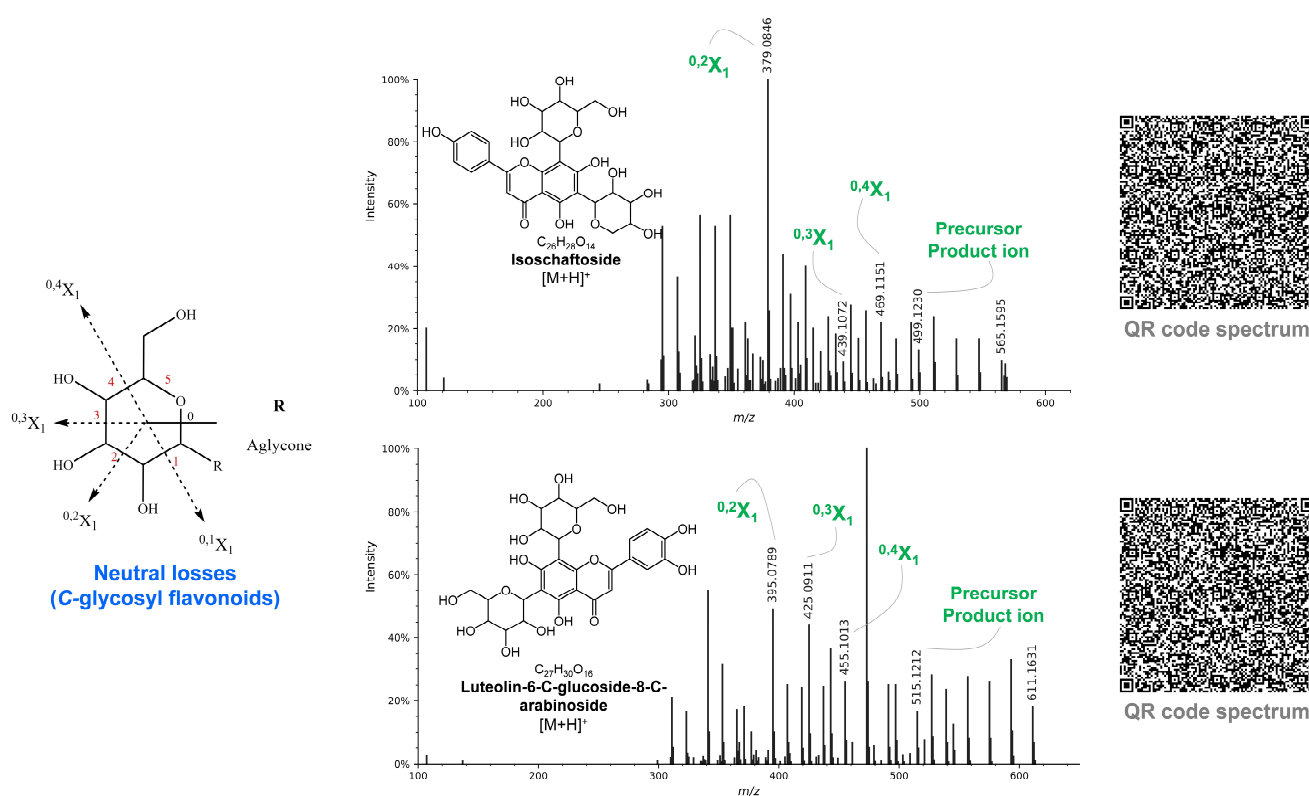 0,4X1
OH
HO
4
5
O
0
0,3X1
3
R
HO
2
1
R
Aglycone
0,2X1
OH
0,1X1
Neutral losses
(C-glycosyl flavonoids)
100%
80%
60%
40%
20%
0%
Intensity
100
200
300
400
500
600
m/z
OH
HO
OH
HO
O
HO
O
OH
OH
OH
O
OH
O
OH
C26H28O14
Isoschaftoside
[M+H]+
0,2X1
379.0846
0,3X1
439.1072
0,4X1
469.1151
Precursor
Product ion
499.1230
565.1595
QR code spectrum
100%
80%
60%
40%
20%
0%
Intensity
100
200
300
400
500
600
m/z
OH
HO
OH
HO
O
OH
HO
O
OH
HO
O
HO
OH
OH
OH
O
C27H30O16
Luteolin-6-C-glucoside-8-C-
arabinoside
[M+H]+
0,2X1
395.0789
0,3X1
425.0911
0,4X1
455.1013
Precursor
Product ion
515.1212
611.1631
QR code spectrum